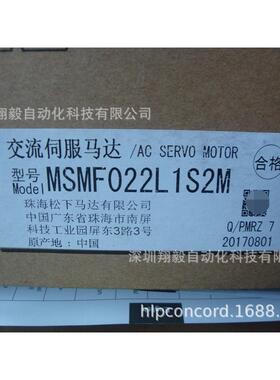 深圳翔毅自动化科技有限公司
交流伺服马达 /AC SERVO MOTOR
合格
型号
Model MSMF022L1S2M
珠海松下马达有限公司
中国广东省珠海市南屏
科技工业园屏东3路3号
原产地:中国
Q/PMRZ 7
20170801
深圳翔毅自动化科技有限公司
hlpconcord.1688.